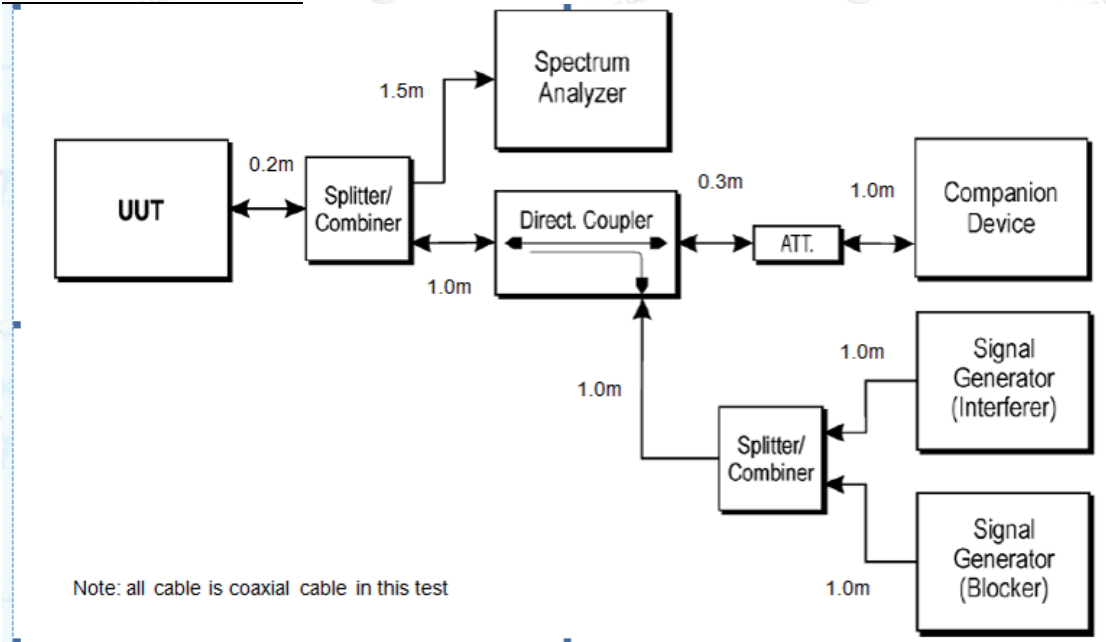 Spectrum
Analyzer
1.5m
UUT
0.2m
Splitter/
Combiner
Direct. Coupler
0.3m
ATT.
1.0m
Companion
Device
1.0m
1.0m
Splitter/
Combiner
1.0m
Signal
Generator
(Interferer)
1.0m
Signal
Generator
(Blocker)
Note: all cable is coaxial cable in this test